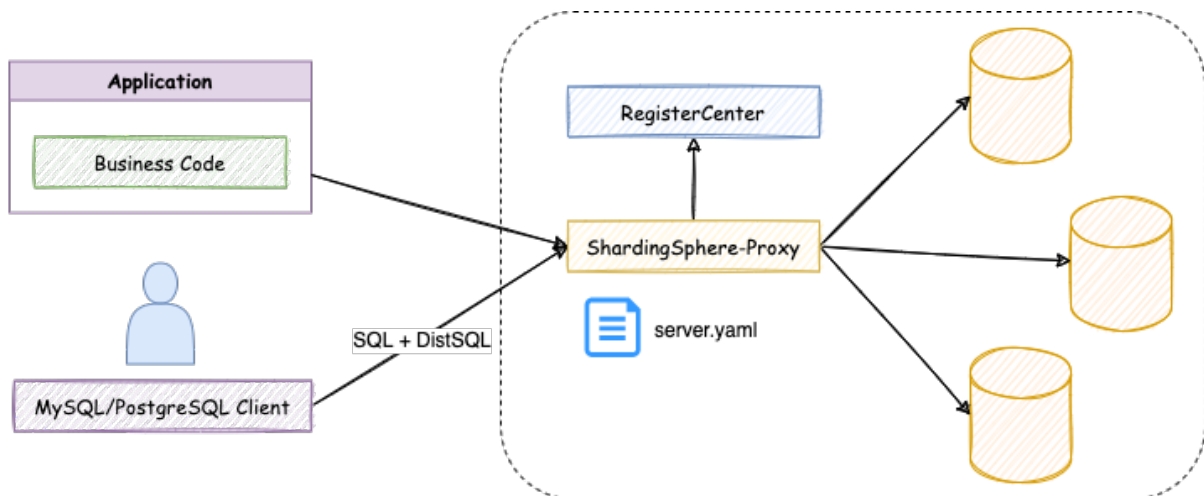 Application
Business Code
RegisterCenter
ShardingSphere-Proxy
server.yaml
SQL + DistSQL
MySQL/PostgreSQL Client